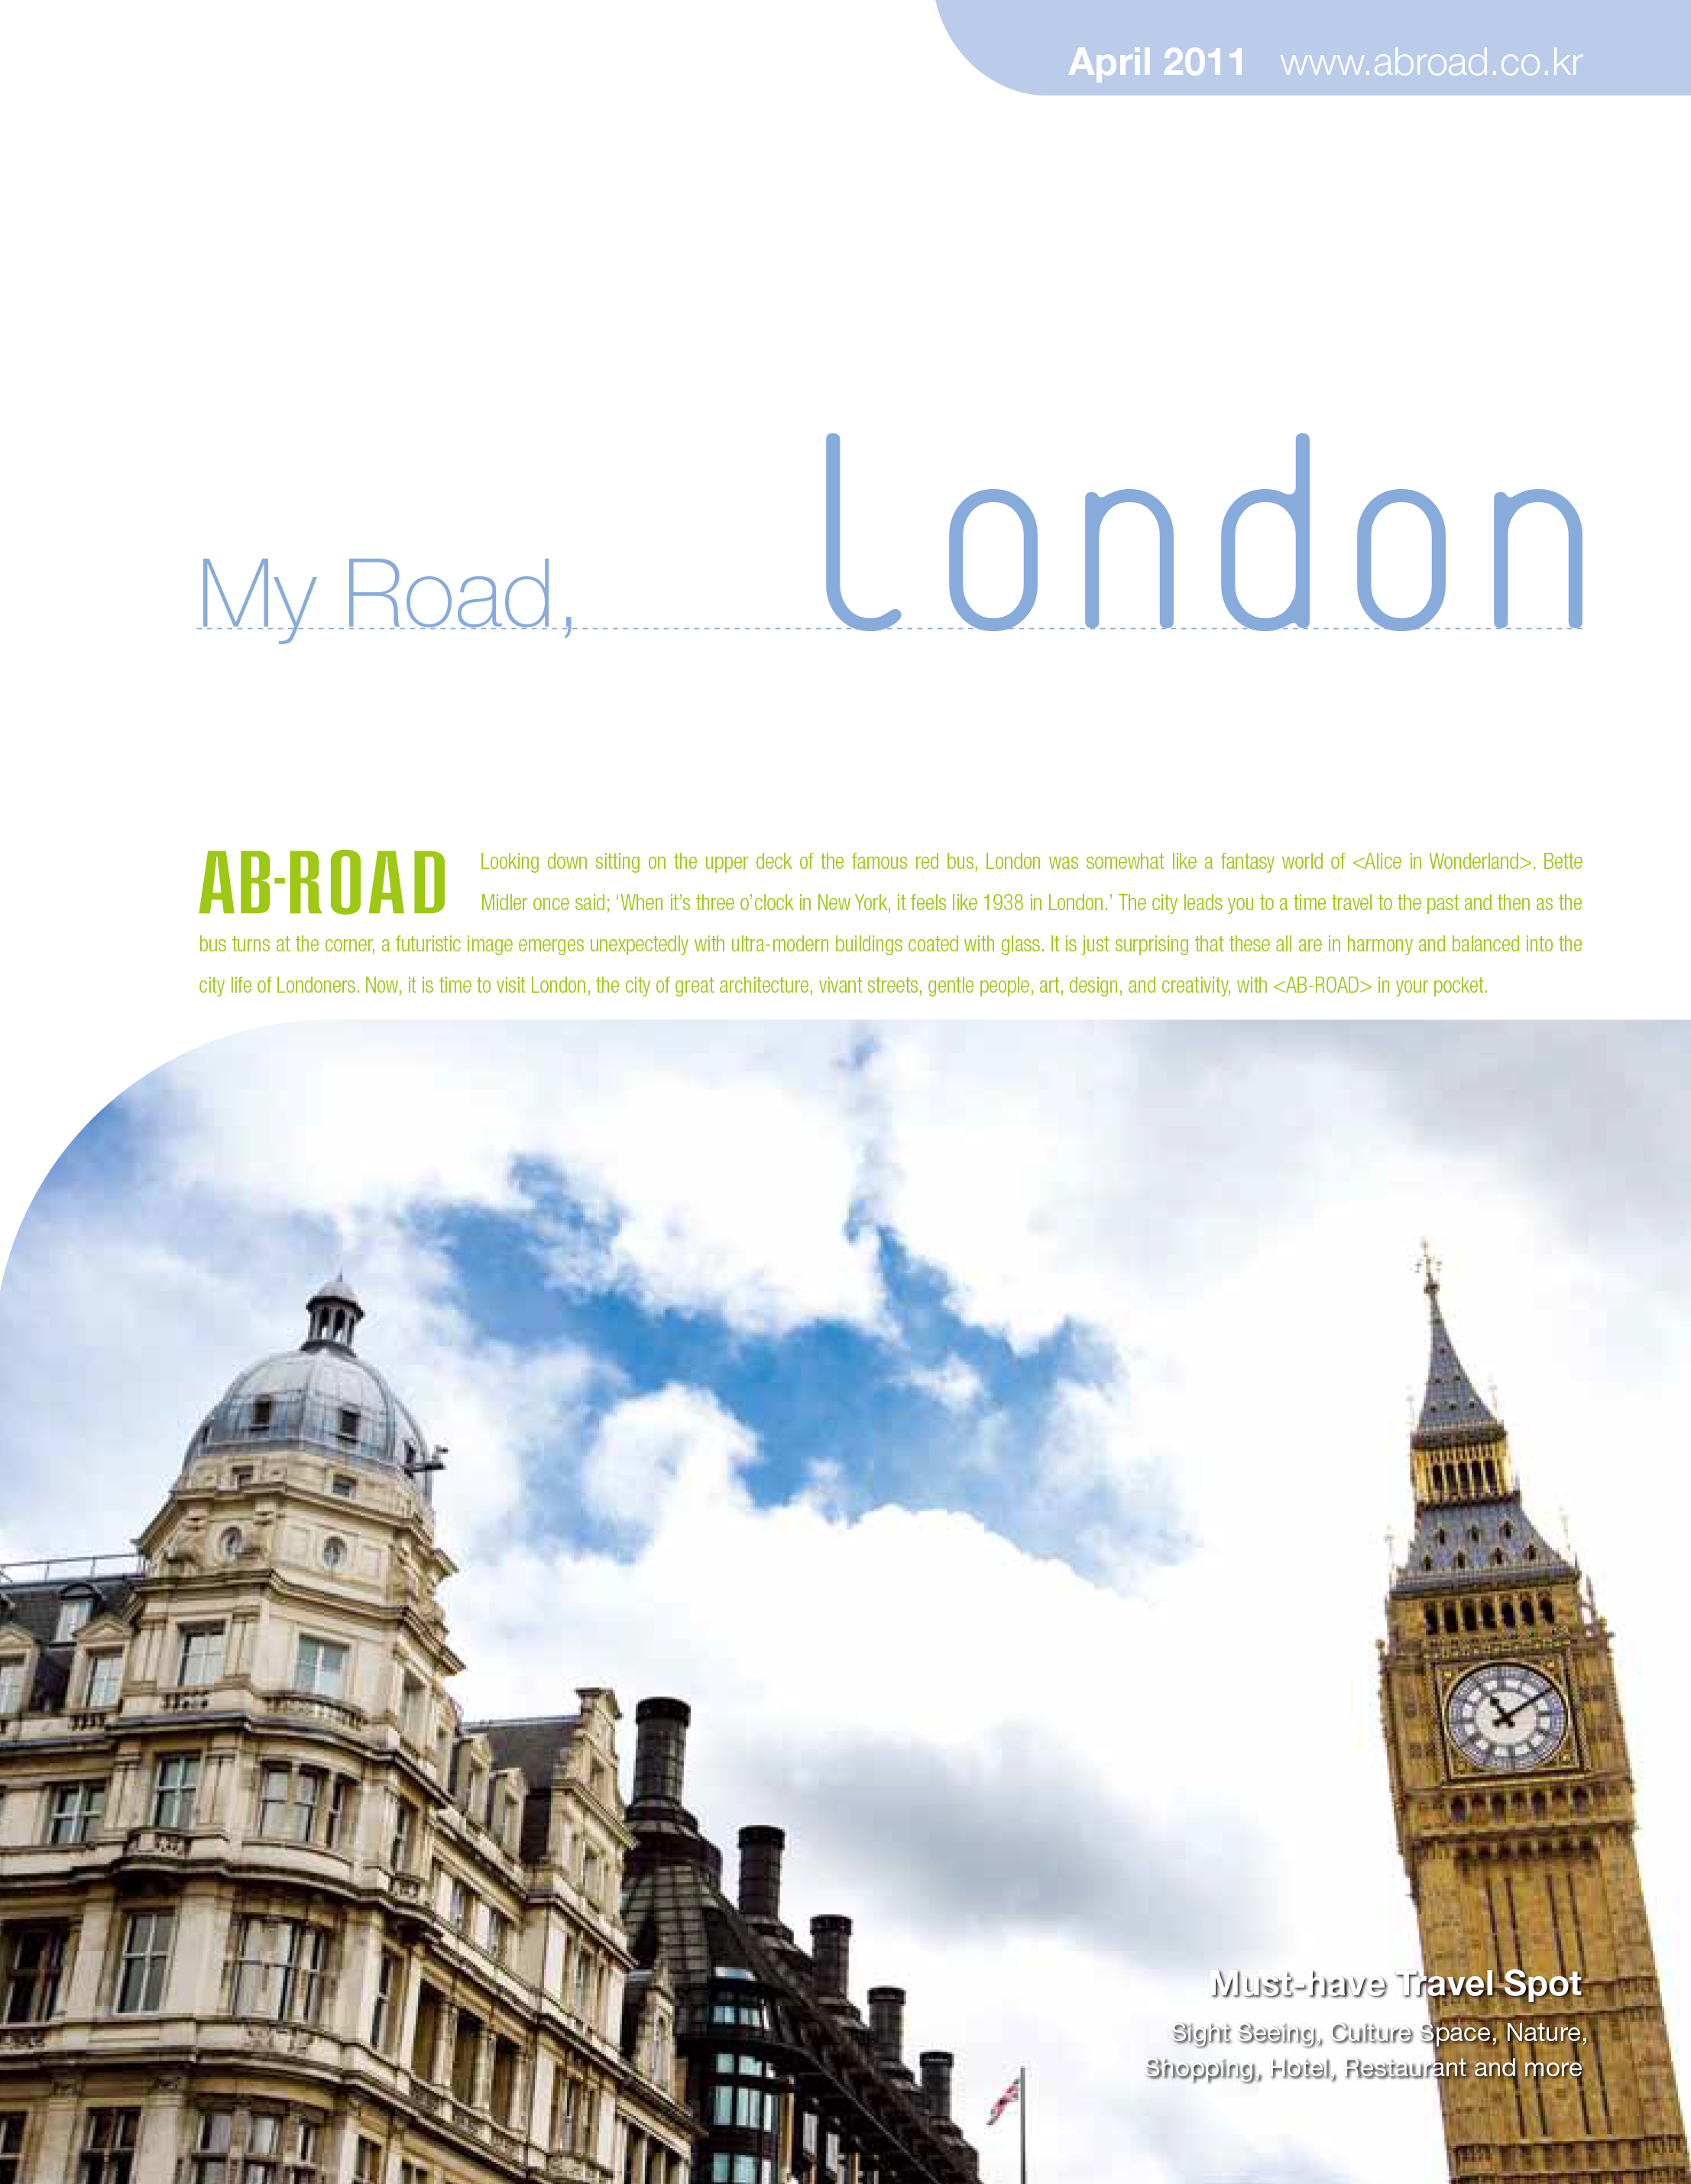 April 2011 www.abroad.co.kr
My Road, London
AB-ROAD Looking down sitting on the upper deck of the famous red bus, London was somewhat like a fantasy world of <Alice in Wonderland>. Bette
Midler once said; ‘When it’s three o’clock in New York, it feels like 1938 in London.’ The city leads you to a time travel to the past and then as the
bus turns at the corner, a futuristic image emerges unexpectedly with ultra-modern buildings coated with glass. It is just surprising that these all are in harmony and balanced into the
city life of Londoners. Now, it is time to visit London, the city of great architecture, vivant streets, gentle people, art, design, and creativity, with <AB-ROAD> in your pocket.
Must-have Travel Spot
Sight Seeing, Culture Space, Nature,
Shopping, Hotel, Restaurant and more